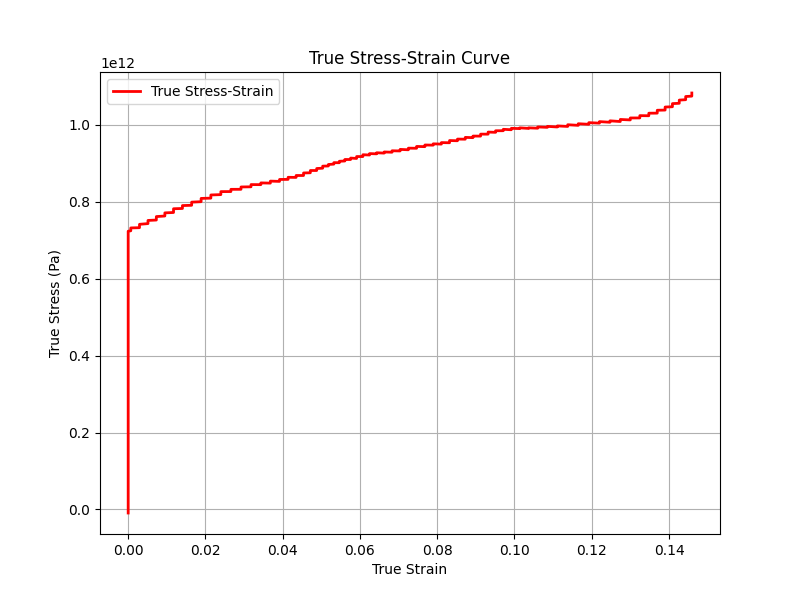 True Stress-Strain Curve
1e12
True Stress-Strain
1.0
0.8
0.6
0.4
0.2
0.0
True Stress (Pa)
0.00 0.02 0.04 0.06 0.08 0.10 0.12 0.14
True Strain